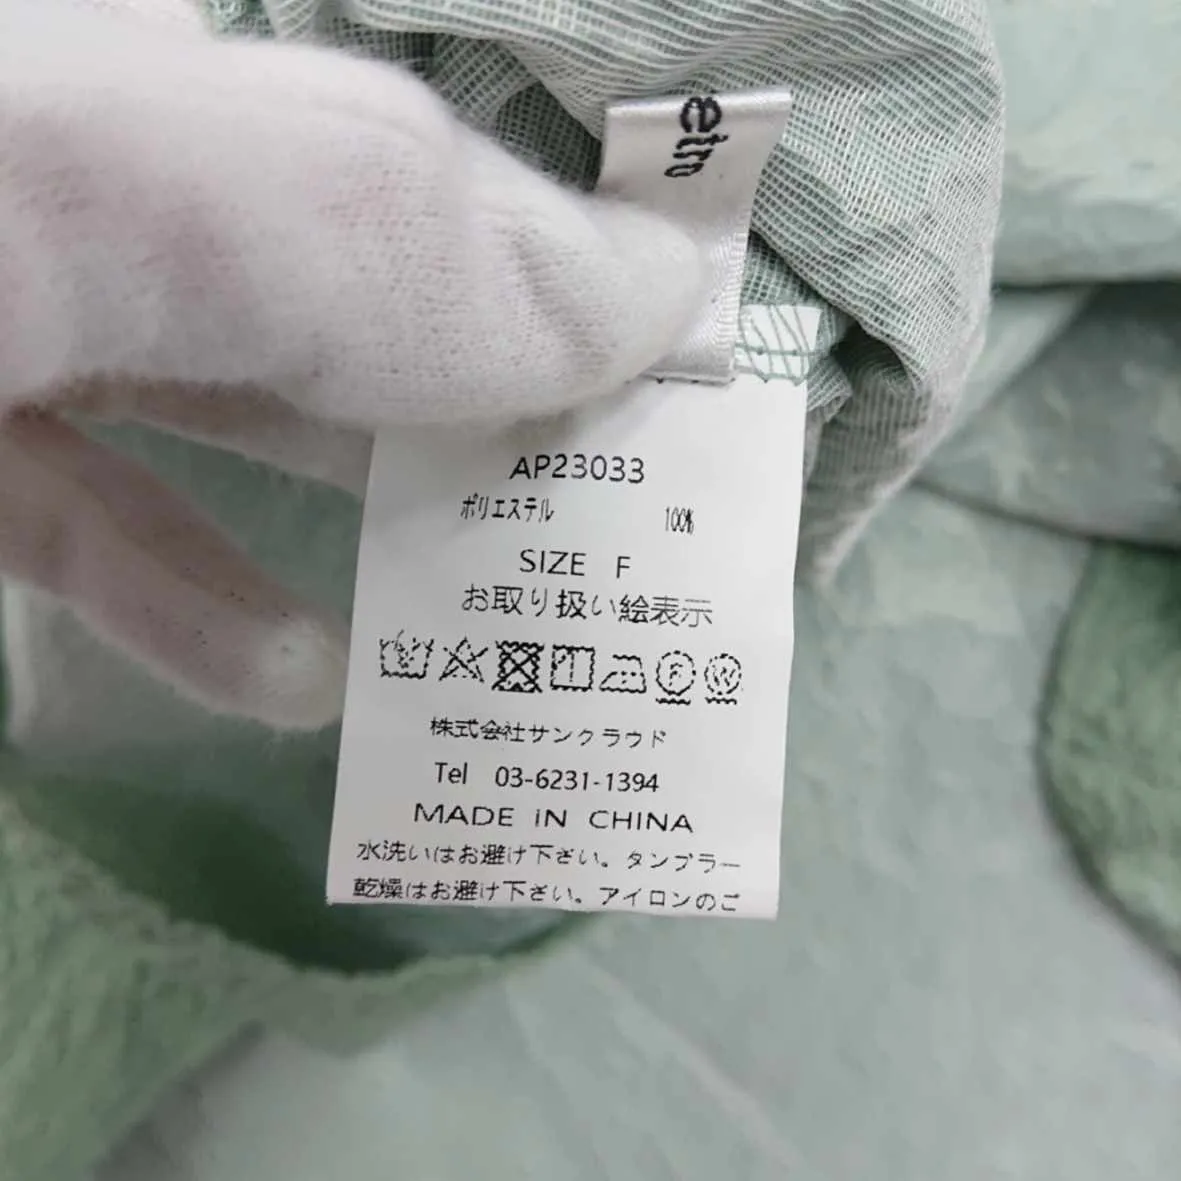 etro
AP23033
ポリエステル 100%
SIZE F
お取り扱い絵表示
F W
株式会社サンクラウド
Tel 03-6231-1394
MADE iN CHINA
水洗いはお避け下さい。タンブラー
乾燥はお避け下さい。アイロンのご